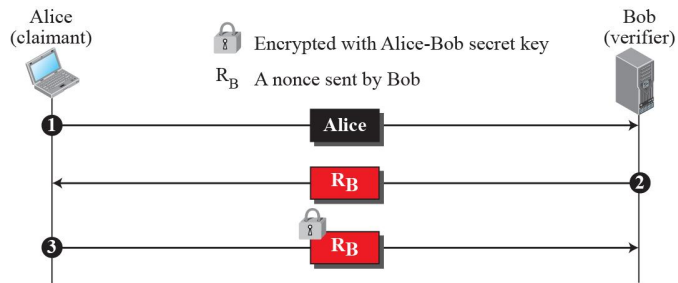 Alice
(claimant)
Encrypted with Alice-Bob secret key
R_B A nonce sent by Bob
Bob
(verifier)
1
Alice
R_B
2
3
R_B